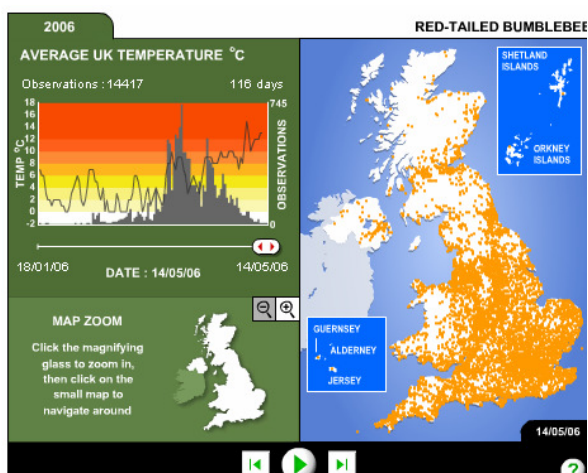 2006
RED-TAILED BUMBLEBEE
AVERAGE UK TEMPERATURE °C
Observations : 14417 116 days
18
16
14
12
10
8
6
4
2
0
-2
TEMP °C
745
0
OBSERVATIONS
18/01/06
DATE : 14/05/06
14/05/06
MAP ZOOM
Click the magnifying
glass to zoom in,
then click on the
small map to
navigate around
SHETLAND
ISLANDS
ORKNEY
ISLANDS
GUERNSEY
ALDERNEY
JERSEY
14/05/06
?